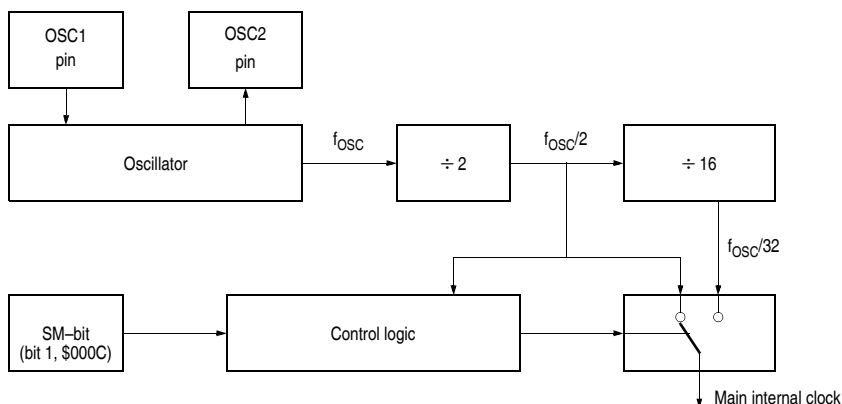 OSC1
pin
OSC2
pin
Oscillator
fOSC
÷ 2
fOSC/2
÷ 16
fOSC/32
SM–bit
(bit 1, $000C)
Control logic
Main internal clock